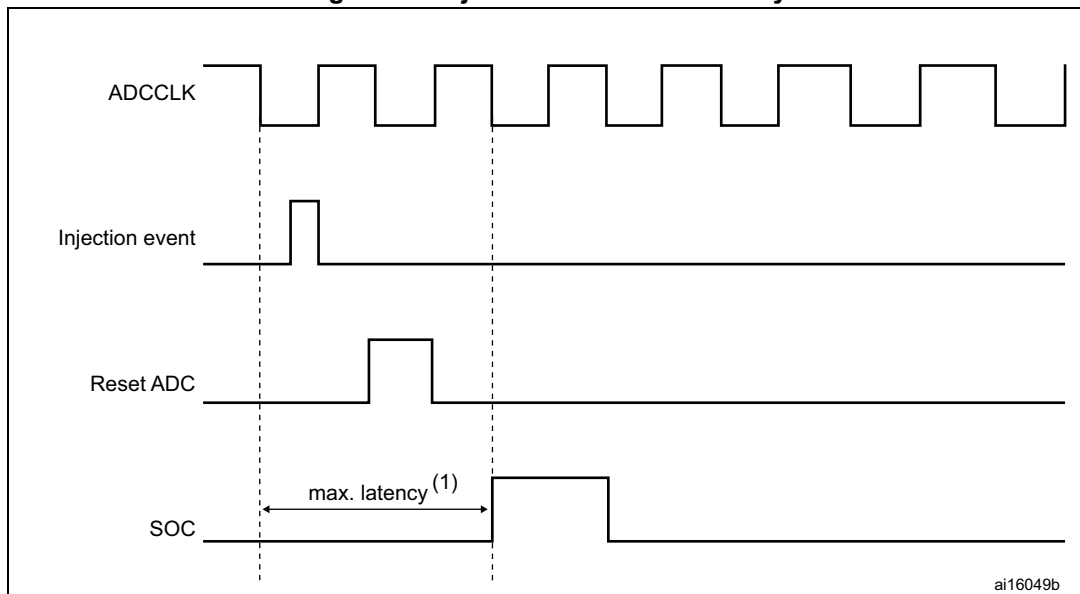 ADCCLK
Injection event
Reset ADC
max. latency (1)
SOC
ai16049b